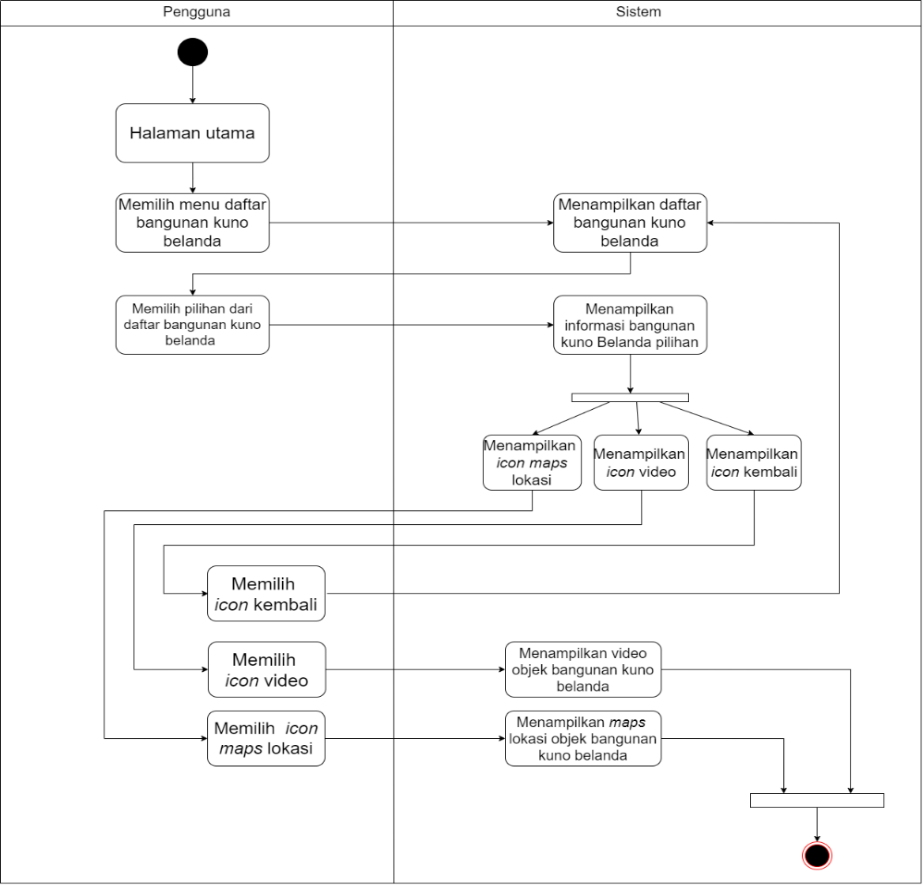 Pengguna
Sistem
Halaman utama
Memilih menu daftar
bangunan kuno
belanda
Menampilkan daftar
bangunan kuno
belanda
Memilih pilihan dari
daftar bangunan kuno
belanda
Menampilkan
informasi bangunan
kuno Belanda pilihan
Menampilkan
icon maps
lokasi
Menampilkan
icon video
Menampilkan
icon kembali
Memilih
icon kembali
Memilih
icon video
Menampilkan video
objek bangunan kuno
belanda
Memilih icon
maps lokasi
Menampilkan maps
lokasi objek bangunan
kuno belanda